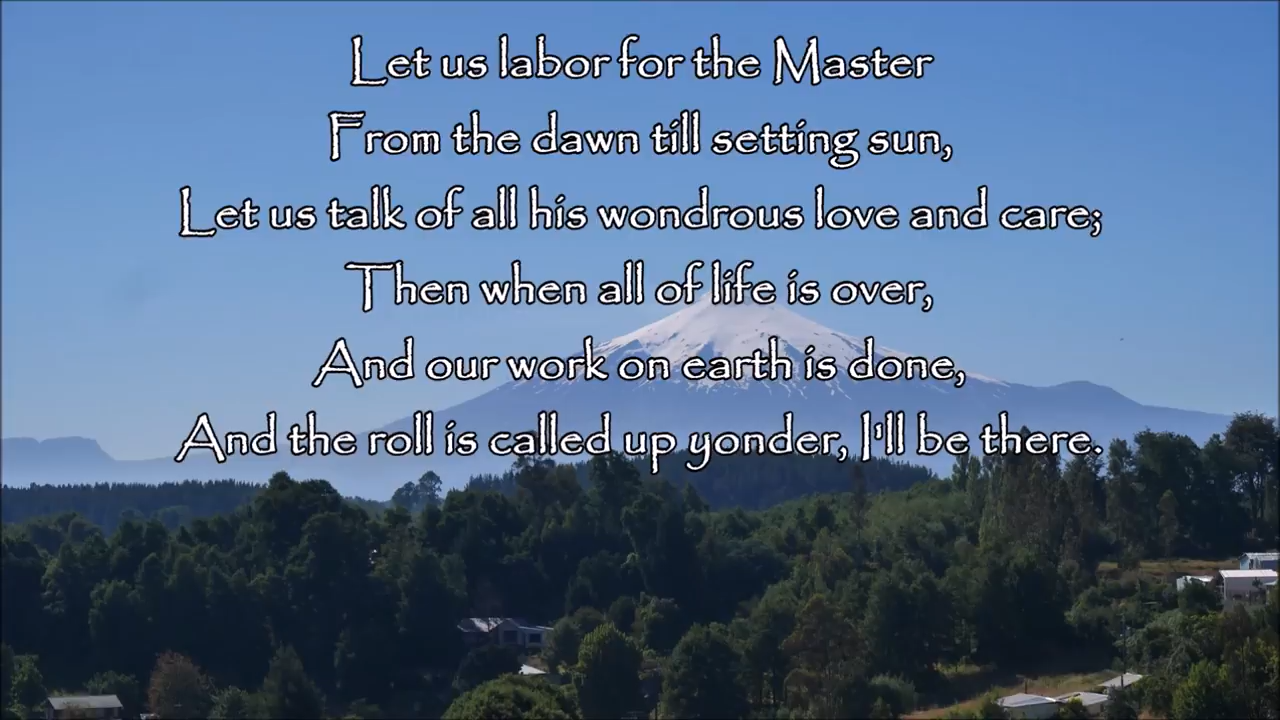 Let us labor for the Master
From the dawn till setting sun,
Let us talk of all his wondrous love and care;
Then when all of life is over,
And our work on earth is done,
And the roll is called up yonder, I'll be there.